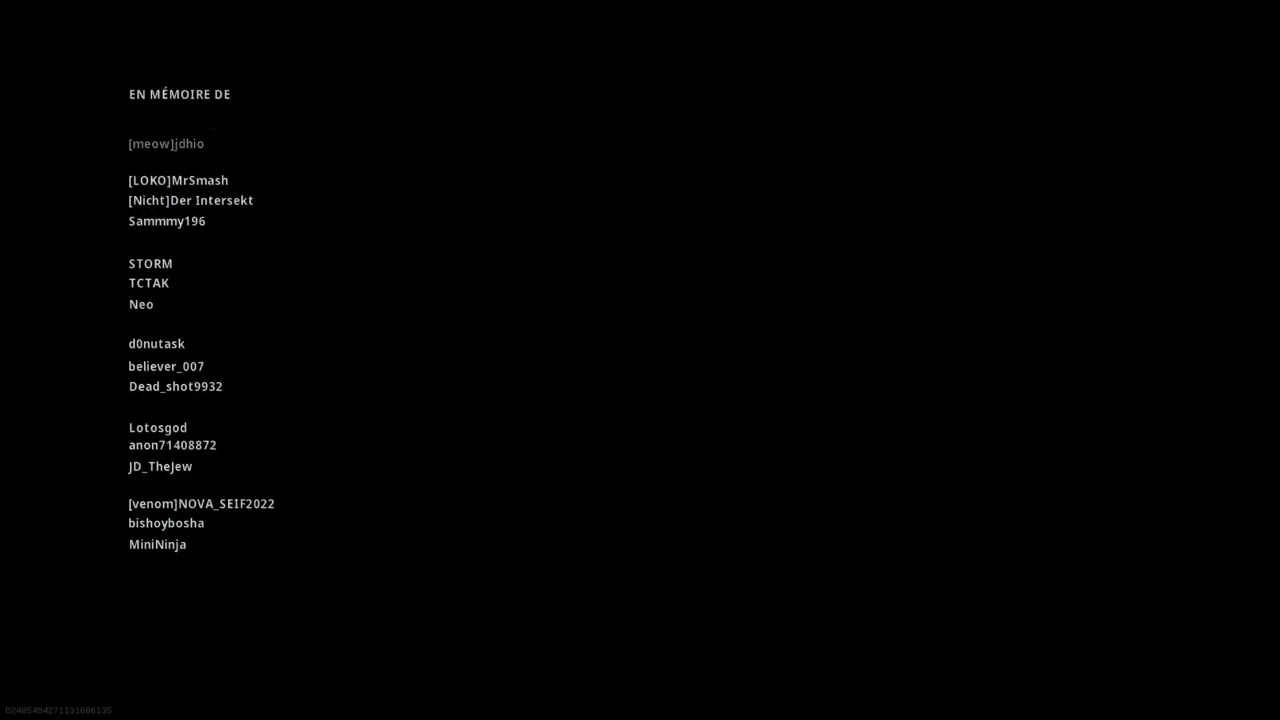 EN MÉMOIRE DE
[meow]jdhio
[LOKO]MrSmash
[Nicht]Der Intersekt
Sammmy196
STORM
TCTAK
Neo
d0nutask
believer_007
Dead_shot9932
Lotosgod
anon71408872
JD_TheJew
[venom]NOVA_SEIF2022
bishoybosha
MiniNinja